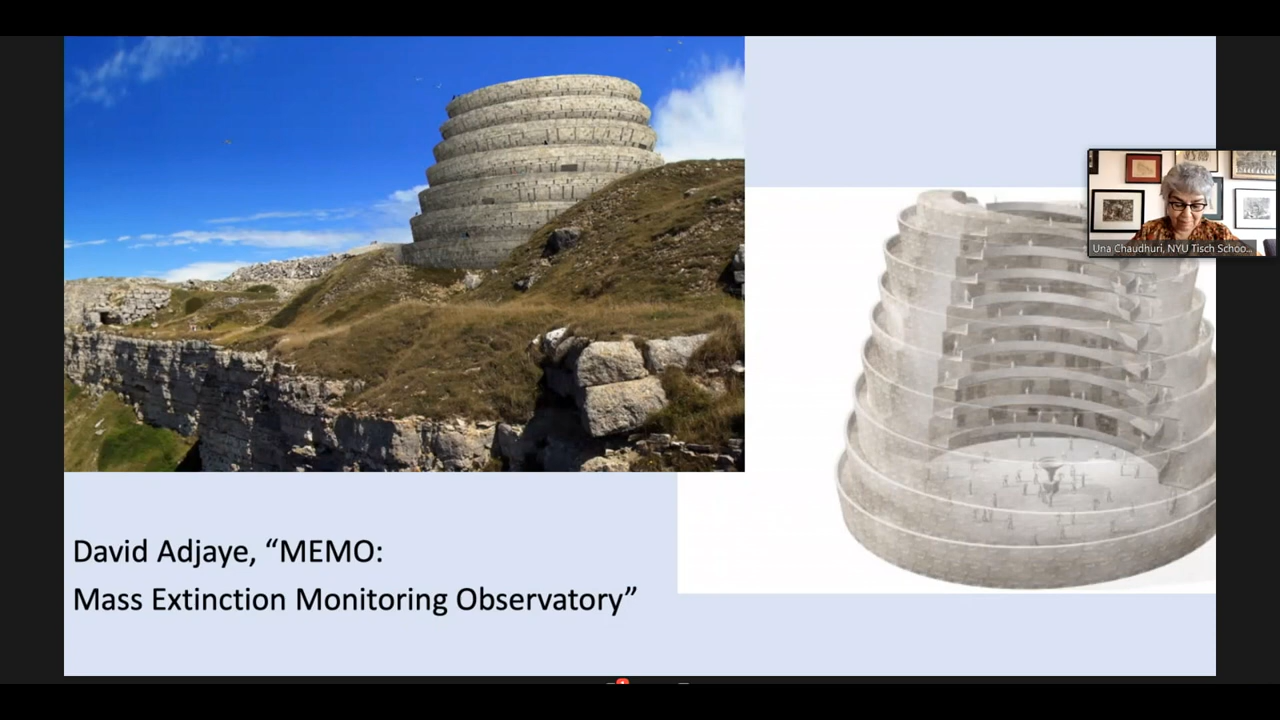 Una Chaudhuri, NYU Tisch Schoo...
David Adjaye, “MEMO:
Mass Extinction Monitoring Observatory”